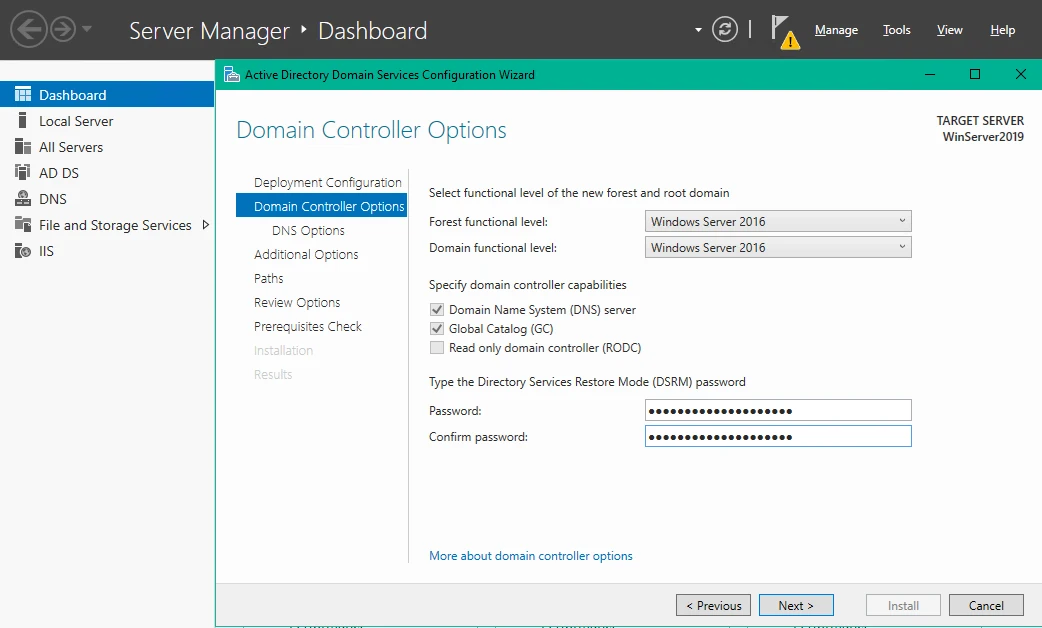 Server Manager ‣ Dashboard
Manage Tools View Help
Active Directory Domain Services Configuration Wizard
Dashboard
Local Server
All Servers
AD DS
DNS
File and Storage Services
IIS
Domain Controller Options
TARGET SERVER
WinServer2019
Deployment Configuration
Domain Controller Options
DNS Options
Additional Options
Paths
Review Options
Prerequisites Check
Installation
Results
Select functional level of the new forest and root domain
Forest functional level: Windows Server 2016
Domain functional level: Windows Server 2016
Specify domain controller capabilities
Domain Name System (DNS) server
Global Catalog (GC)
Read only domain controller (RODC)
Type the Directory Services Restore Mode (DSRM) password
Password: ●●●●●●●●●●●●●●●●●●●●
Confirm password: ●●●●●●●●●●●●●●●●●●●●
More about domain controller options
< Previous Next > Install Cancel